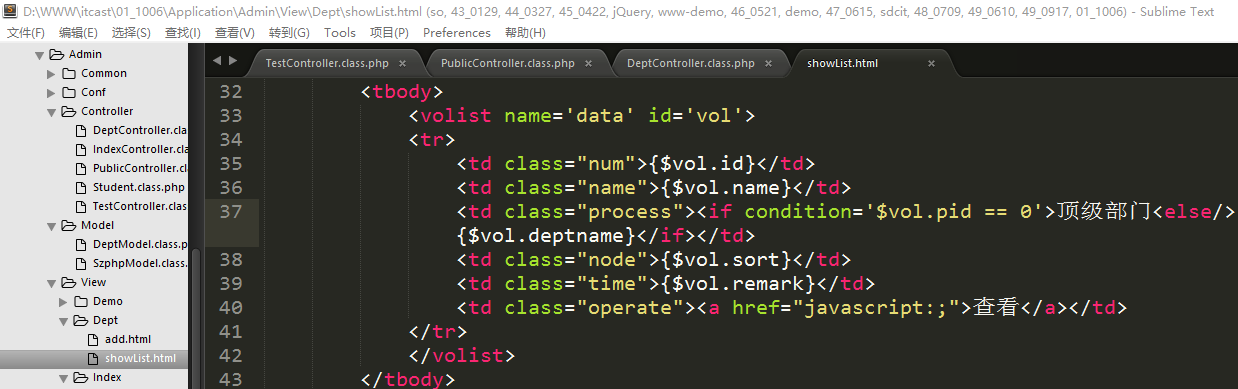 D:\WWW\itcast\01_1006\Application\Admin\View\Dept\showList.html (so, 43_0129, 44_0327, 45_0422, jQuery, www-demo, 46_0521, demo, 47_0615, sdcit, 48_0709, 49_0610, 49_0917, 01_1006) - Sublime Text
文件(F) 编辑(E) 选择(S) 查找(I) 查看(V) 转到(G) Tools 项目(P) Preferences 帮助(H)
Admin
Common
Conf
Controller
DeptController.cla
IndexController.cla
PublicController.cl
Student.class.php
TestController.clas
Model
DeptModel.class.p
SzphpModel.class.
View
Demo
Dept
add.html
showList.html
Index
TestController.class.php × PublicController.class.php × DeptController.class.php × showList.html ×
32 <tbody>
33 <volist name='data' id='vol'>
34 <tr>
35 <td class="num">{$vol.id}</td>
36 <td class="name">{$vol.name}</td>
37 <td class="process"><if condition='$vol.pid == 0'>顶级部门<else/>
{$vol.deptname}</if></td>
38 <td class="node">{$vol.sort}</td>
39 <td class="time">{$vol.remark}</td>
40 <td class="operate"><a href="javascript:;">查看</a></td>
41 </tr>
42 </volist>
43 </tbody>